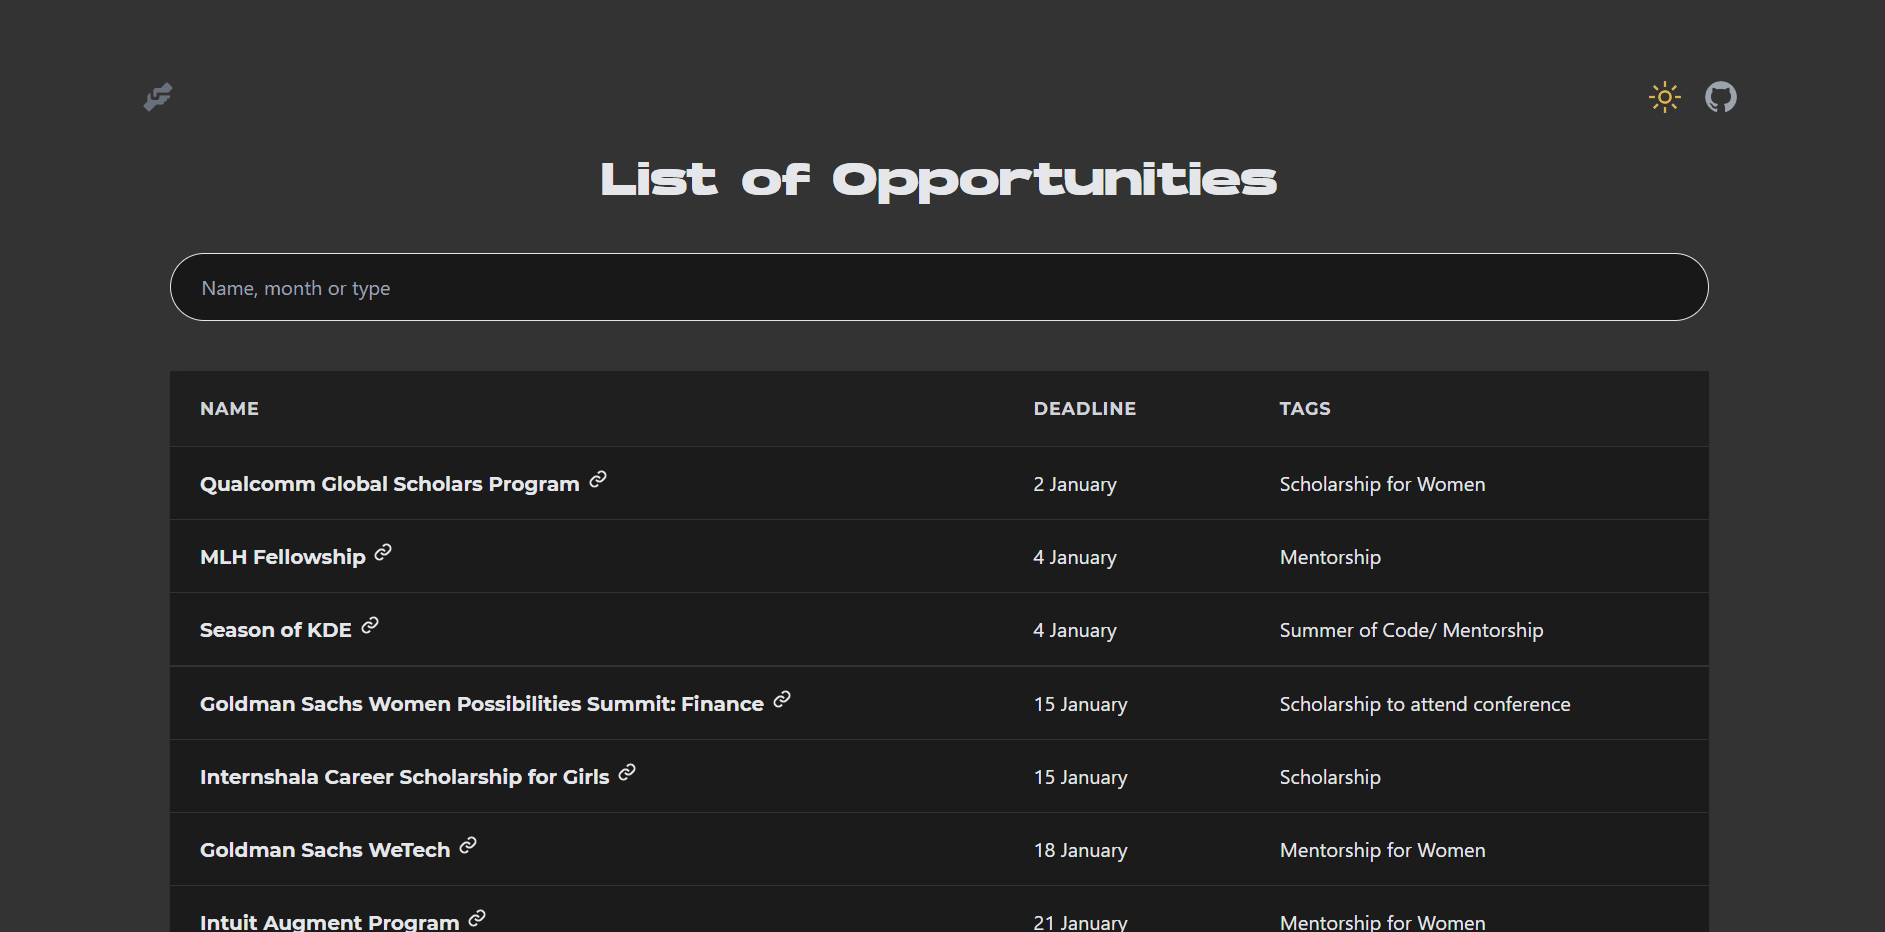 List of Opportunities
Name, month or type
NAME DEADLINE TAGS
Qualcomm Global Scholars Program 2 January Scholarship for Women
MLH Fellowship 4 January Mentorship
Season of KDE 4 January Summer of Code/ Mentorship
Goldman Sachs Women Possibilities Summit: Finance 15 January Scholarship to attend conference
Internshala Career Scholarship for Girls 15 January Scholarship
Goldman Sachs WeTech 18 January Mentorship for Women
Intuit Augment Program 21 January Mentorship for Women